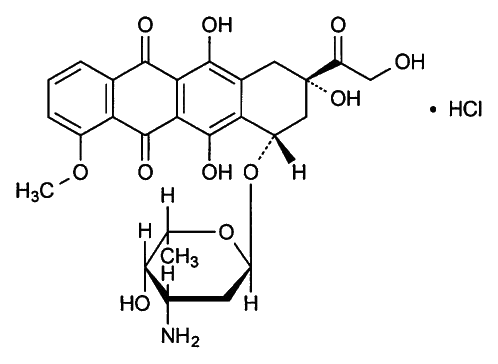 O OH O
OH
OH
• HCl
O O OH H
H₃C
O
H
H O
CH₃
H
HO H
NH₂